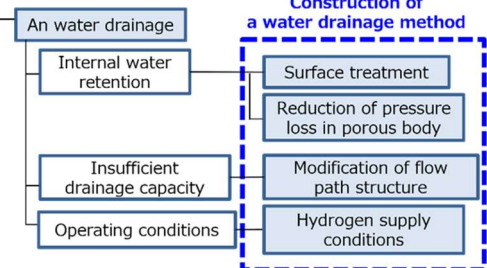 Construction of
a water drainage method
An water drainage
Internal water
retention
Surface treatment
Reduction of pressure
loss in porous body
Insufficient
drainage capacity
Modification of flow
path structure
Operating conditions
Hydrogen supply
conditions